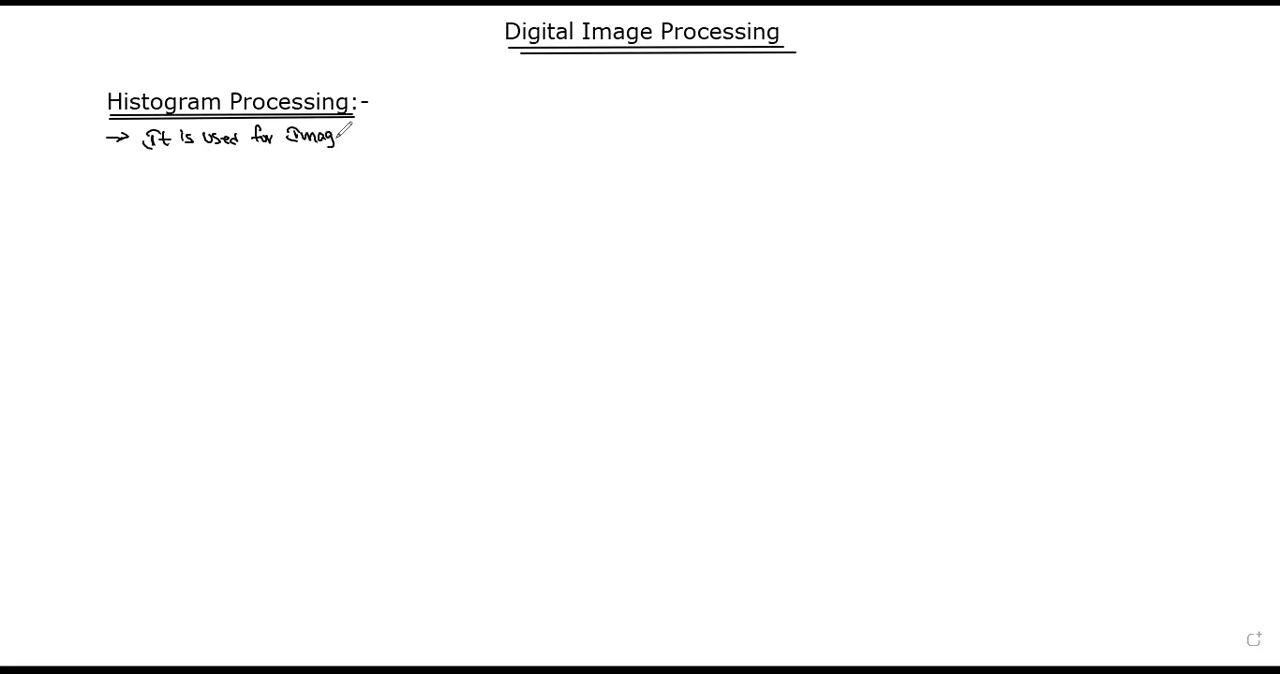 Digital Image Processing
Histogram Processing:-
→ It is used for Imag